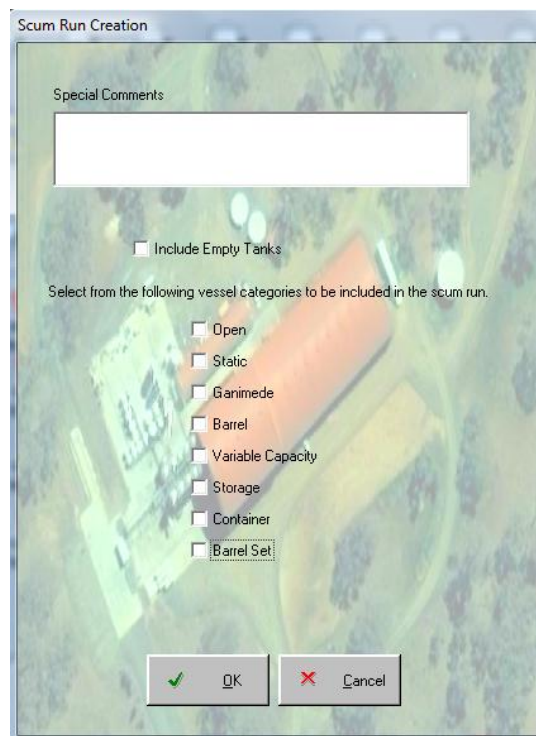 Scum Run Creation
Special Comments
Include Empty Tanks
Select from the following vessel categories to be included in the scum run.
Open
Static
Ganimede
Barrel
Variable Capacity
Storage
Container
Barrel Set
OK
Cancel